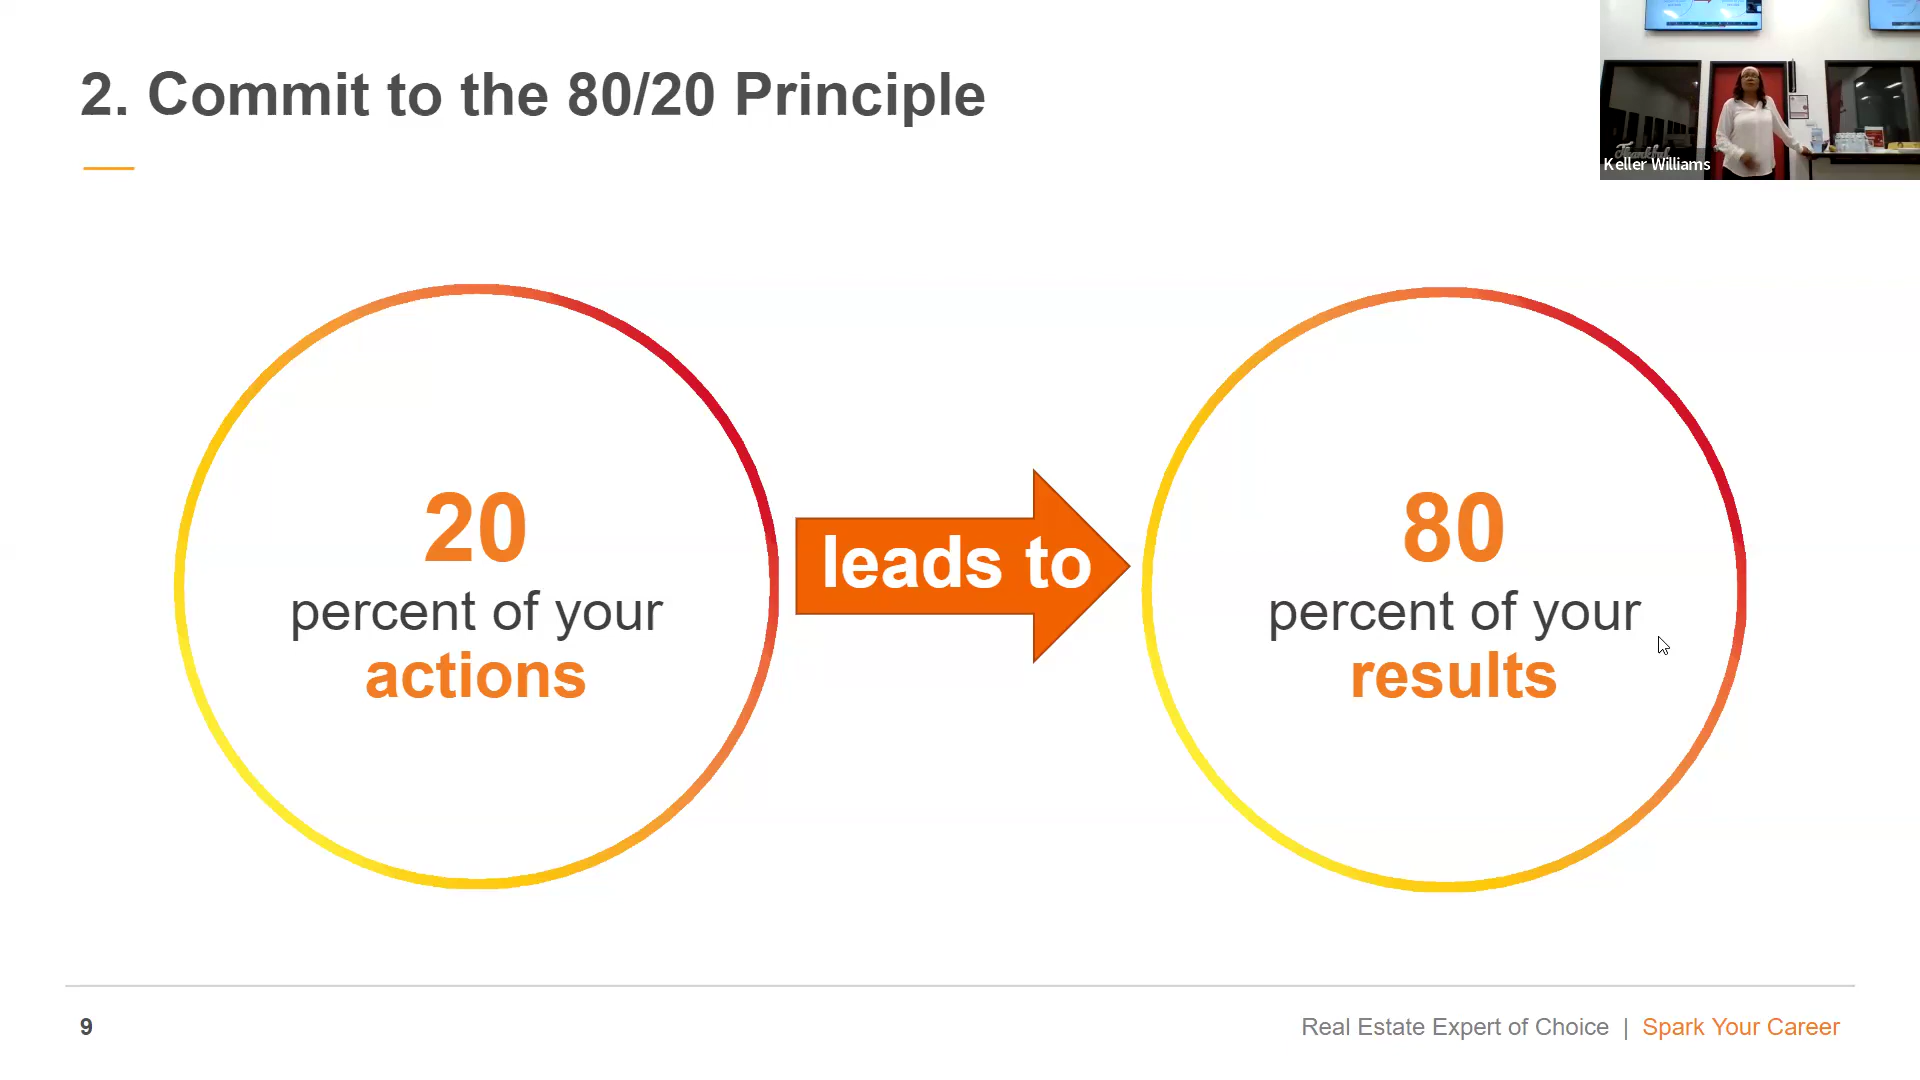 2. Commit to the 80/20 Principle
Thankful
Keller Williams
20
percent of your
actions
leads to
80
percent of your
results
9
Real Estate Expert of Choice | Spark Your Career